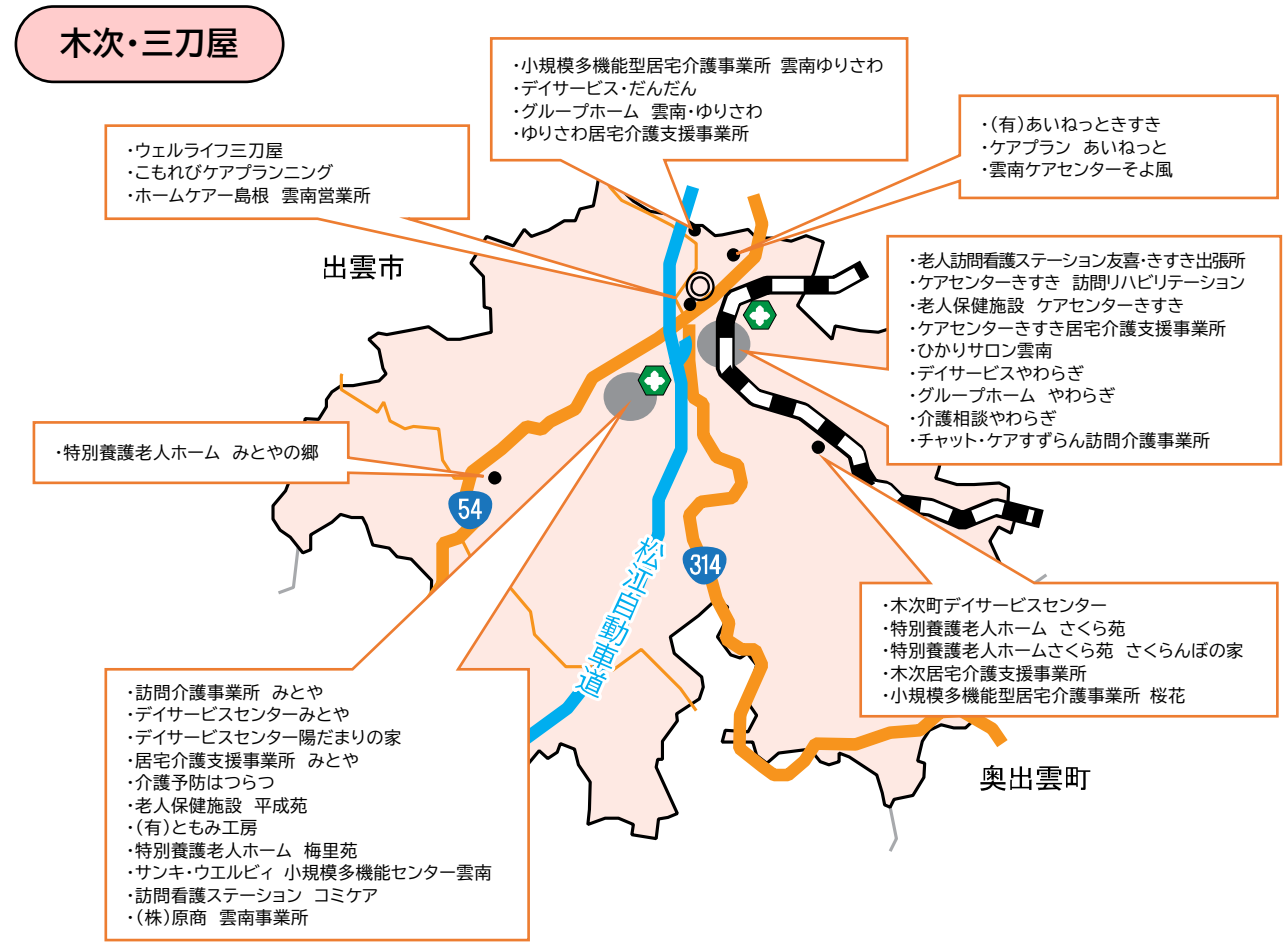 木次・三刀屋
・小規模多機能型居宅介護事業所 雲南ゆりさわ
・デイサービス・だんだん
・グループホーム 雲南・ゆりさわ
・ゆりさわ居宅介護支援事業所
・(有)あいねっときすき
・ケアプラン あいねっと
・雲南ケアセンターそよ風
・ウェルライフ三刀屋
・こもれびケアプランニング
・ホームケアー島根 雲南営業所
出雲市
・老人訪問看護ステーション友喜・きすき出張所
・ケアセンターきすき 訪問リハビリテーション
・老人保健施設 ケアセンターきすき
・ケアセンターきすき居宅介護支援事業所
・ひかりサロン雲南
・デイサービスやわらぎ
・グループホーム やわらぎ
・介護相談やわらぎ
・チャット・ケアすずらん訪問介護事業所
・特別養護老人ホーム みとやの郷
54
314
松江自動車道
・木次町デイサービスセンター
・特別養護老人ホーム さくら苑
・特別養護老人ホームさくら苑 さくらんぼの家
・木次居宅介護支援事業所
・小規模多機能型居宅介護事業所 桜花
・訪問介護事業所 みとや
・デイサービスセンターみとや
・デイサービスセンター陽だまりの家
・居宅介護支援事業所 みとや
・介護予防はつらつ
・老人保健施設 平成苑
・(有)ともみ工房
・特別養護老人ホーム 梅里苑
・サンキ・ウエルビィ 小規模多機能センター雲南
・訪問看護ステーション コミケア
・(株)原商 雲南事業所
奥出雲町